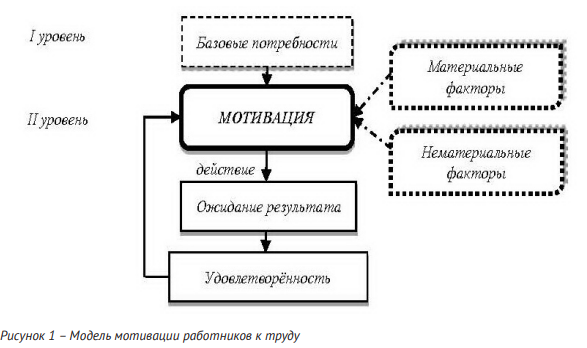 I уровень
Базовые потребности
Материальные
факторы
II уровень
МОТИВАЦИЯ
Нематериальные
факторы
действие
Ожидание результата
Удовлетворённость
Рисунок 1 – Модель мотивации работников к труду